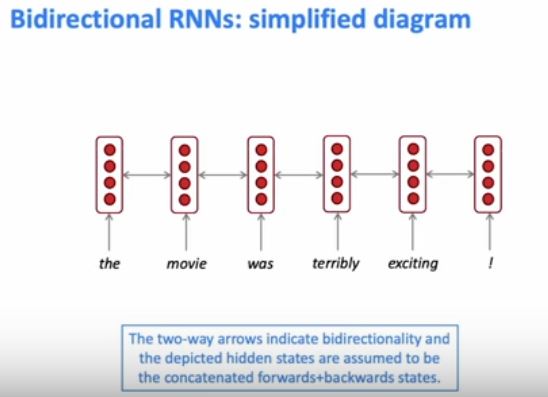 Bidirectional RNNs: simplified diagram
the movie was terribly exciting !
The two-way arrows indicate bidirectionality and
the depicted hidden states are assumed to be
the concatenated forwards+backwards states.